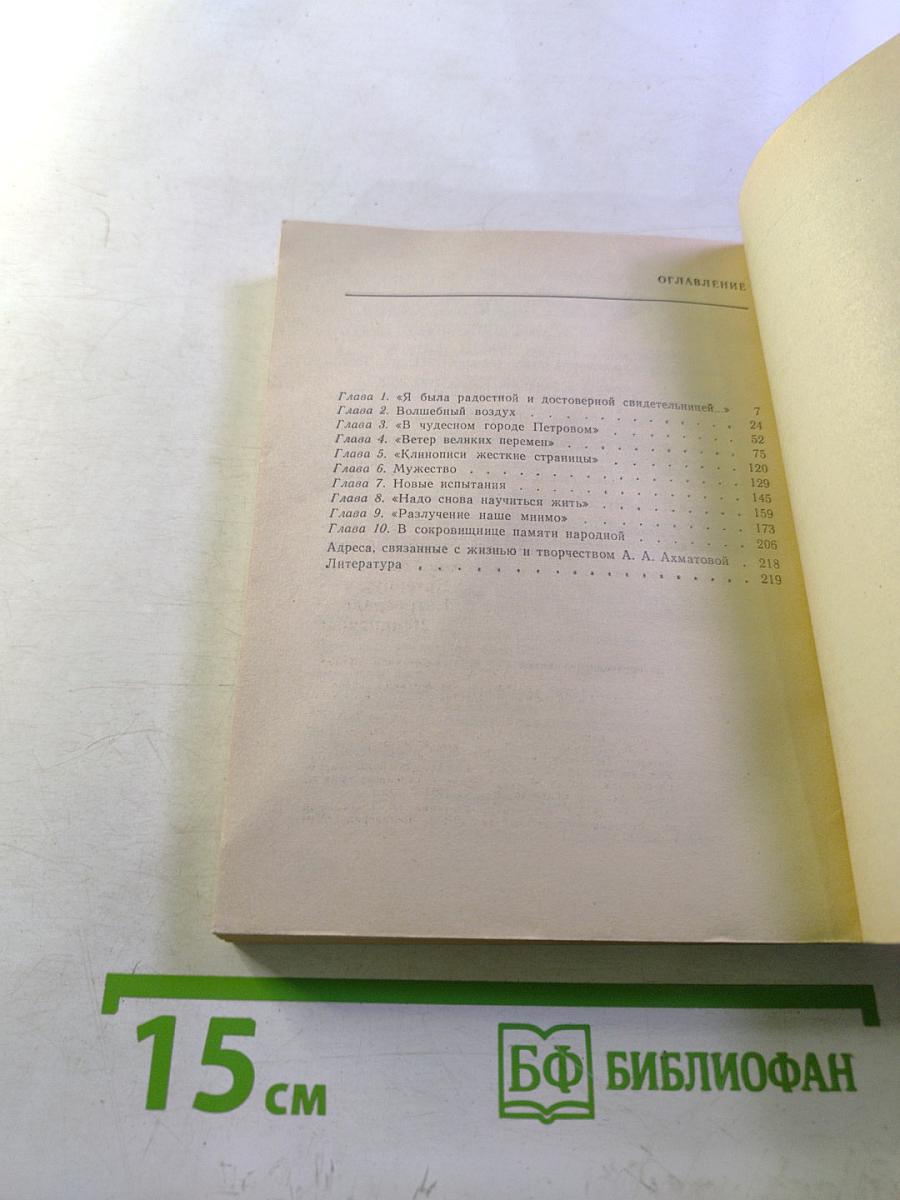 ОГЛАВЛЕНИЕ
Глава 1. «Я была радостной и достоверной свидетельницей...» 7
Глава 2. Волшебный воздух . . . . . . . . . . 24
Глава 3. «В чудесном городе Петровом» . . . . . . . 52
Глава 4. «Ветер великих перемен» . . . . . . . . . 75
Глава 5. «Клинописи жесткие страницы» . . . . . . . 120
Глава 6. Мужество . . . . . . . . . . . . . 129
Глава 7. Новые испытания . . . . . . . . . . . 145
Глава 8. «Надо снова научиться жить» . . . . . . . . 159
Глава 9. «Разлучение наше мнимо» . . . . . . . . . 173
Глава 10. В сокровищнице памяти народной . . . . . . 206
Адреса, связанные с жизнью и творчеством А. А. Ахматовой . 218
Литература . . . . . . . . . . . . . . . . 219
15 см
БФ БИБЛИОФАН